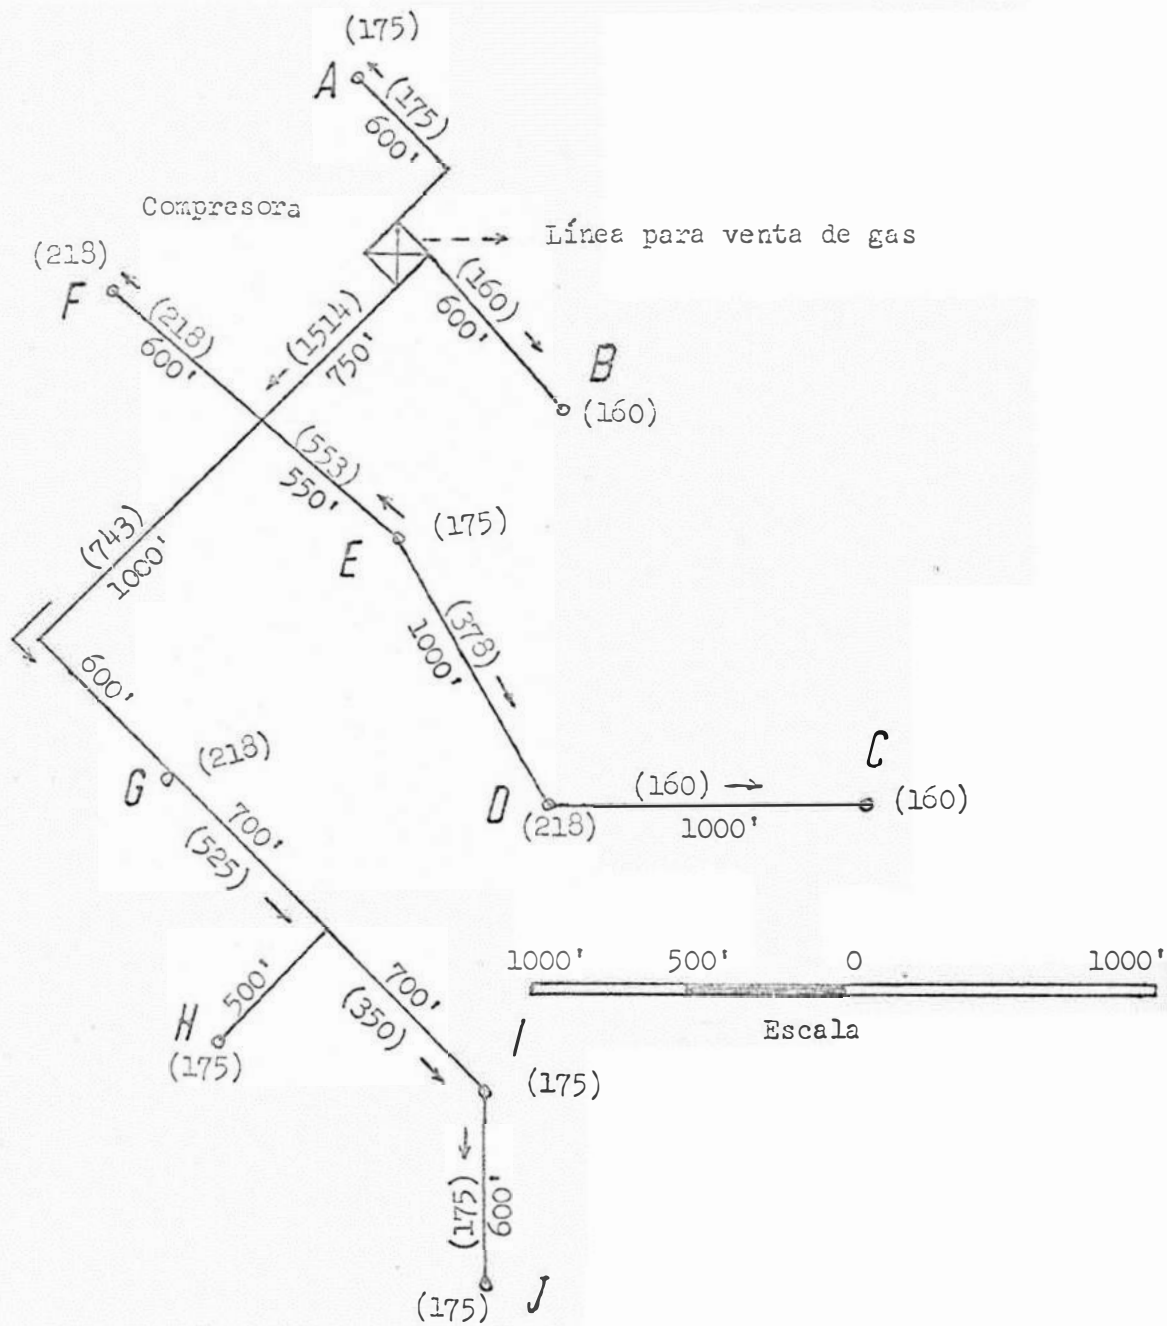 (175)
A
(175)
600'
Compresora
Línea para venta de gas
(218)
F
(218)
600'
(1514)
750'
(160)
600'
B
(160)
(553)
550'
(175)
E
(743)
1000'
(378)
1000'
600'
(218)
G
C
(160)
(160)
1000'
D
(218)
700'
(525)
1000' 500' 0 1000'
Escala
700'
(350)
500'
H
(175)
I
(175)
(175)
600'
(175)
J